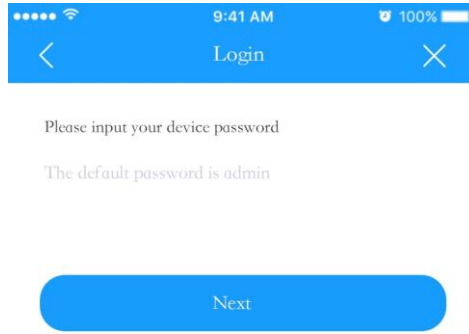 9:41 AM
100%
Login
Please input your device password
The default password is admin
Next